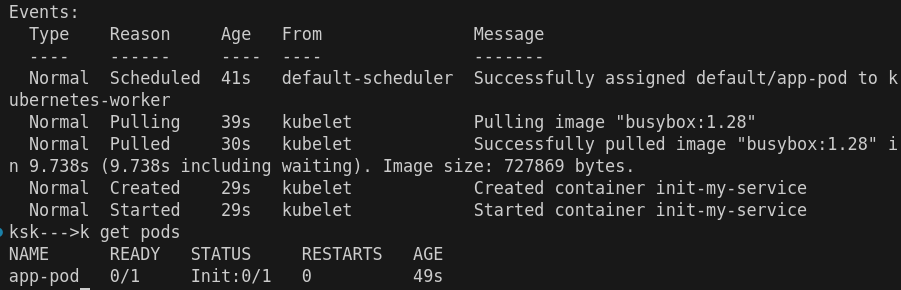 Events:
  Type    Reason     Age   From               Message
  ----    ------     ----  ----               -------
  Normal  Scheduled  41s   default-scheduler  Successfully assigned default/app-pod to k
ubernetes-worker
  Normal  Pulling    39s   kubelet            Pulling image "busybox:1.28"
  Normal  Pulled     30s   kubelet            Successfully pulled image "busybox:1.28" i
n 9.738s (9.738s including waiting). Image size: 727869 bytes.
  Normal  Created    29s   kubelet            Created container init-my-service
  Normal  Started    29s   kubelet            Started container init-my-service
ksk--->k get pods
NAME      READY   STATUS     RESTARTS   AGE
app-pod   0/1     Init:0/1   0          49s